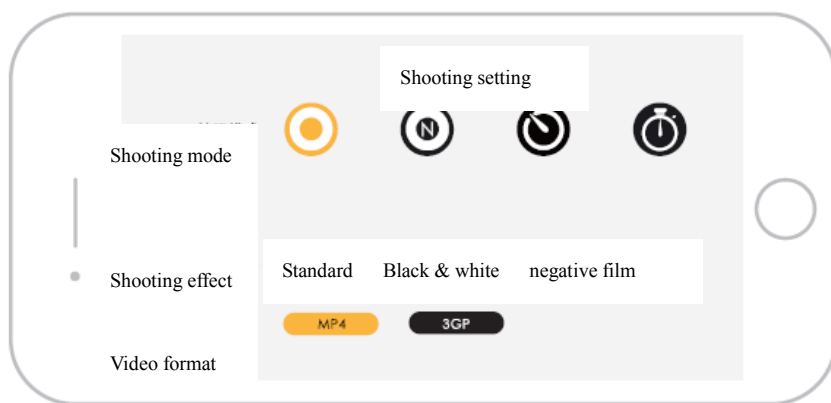 Shooting setting
N
Shooting mode
Shooting effect Standard Black & white negative film
MP4 3GP
Video format